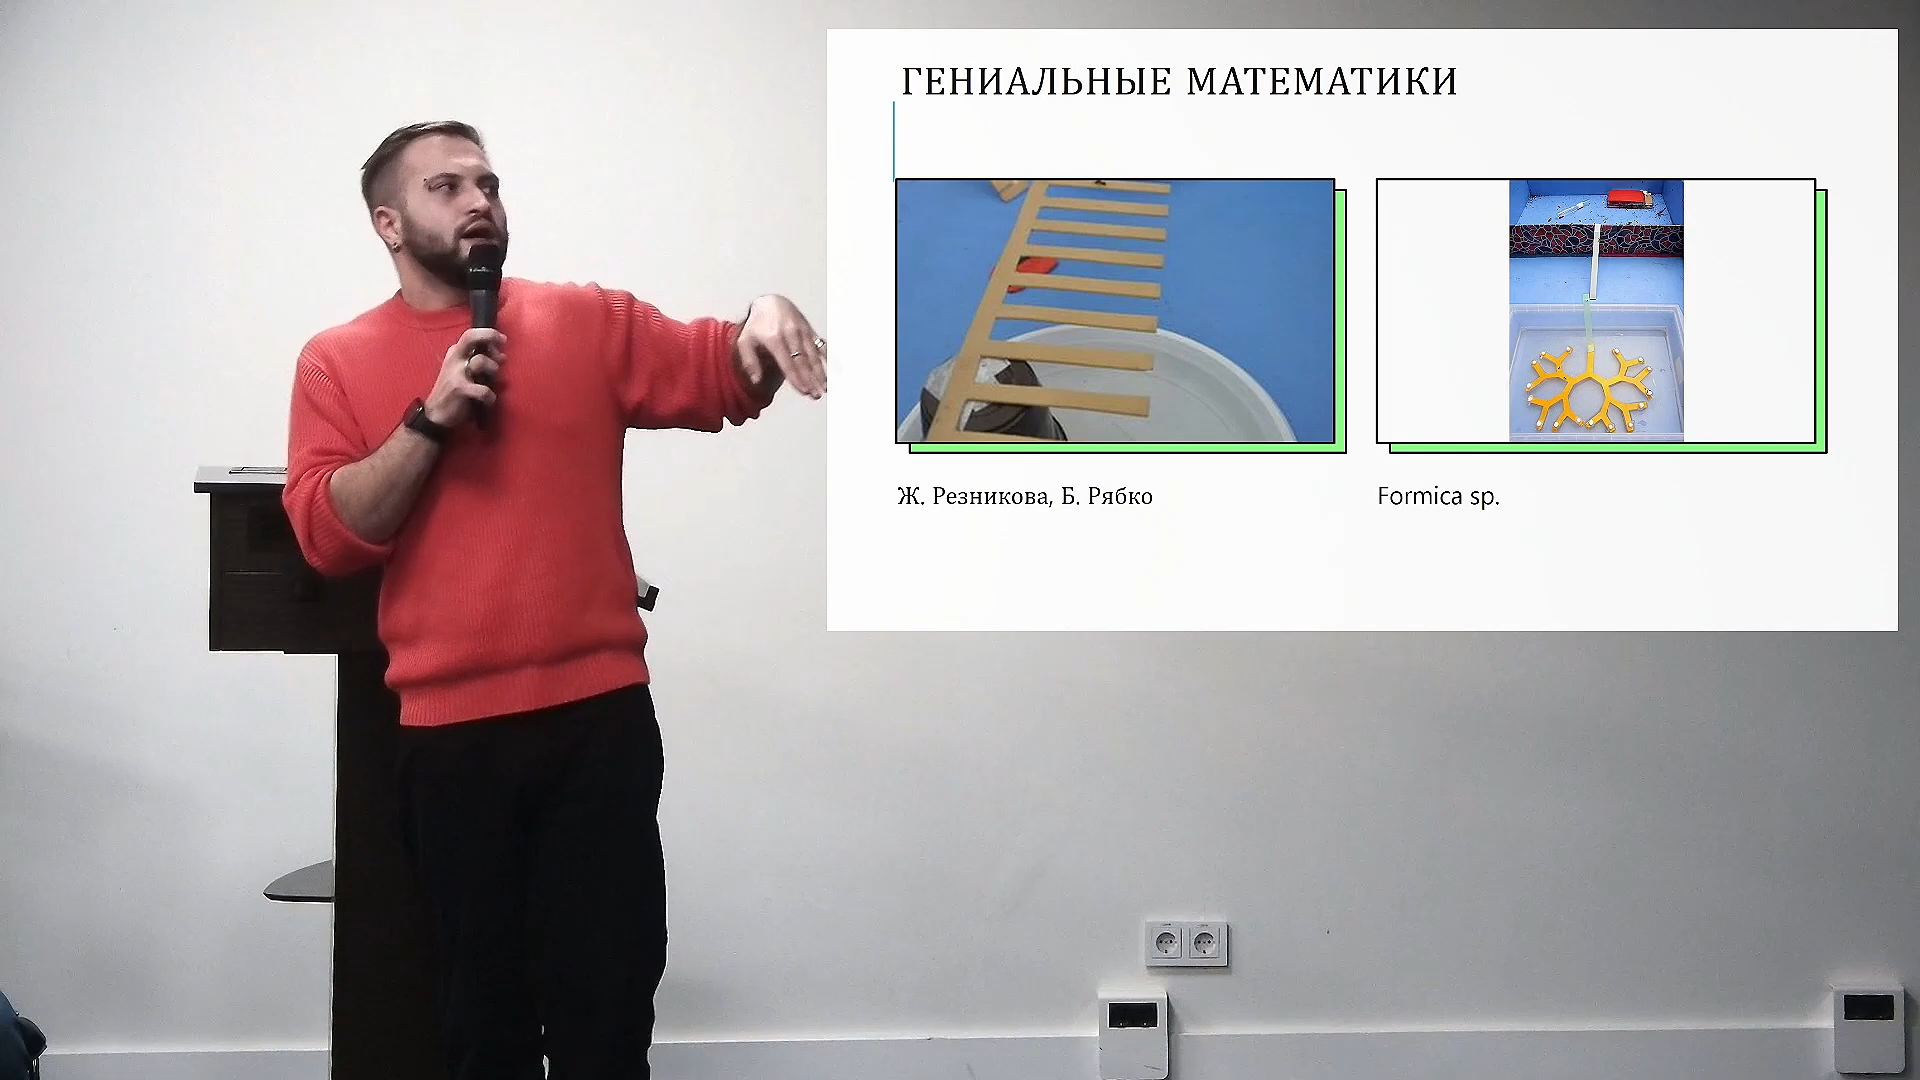 ГЕНИАЛЬНЫЕ МАТЕМАТИКИ
Ж. Резникова, Б. Рябко
Formica sp.